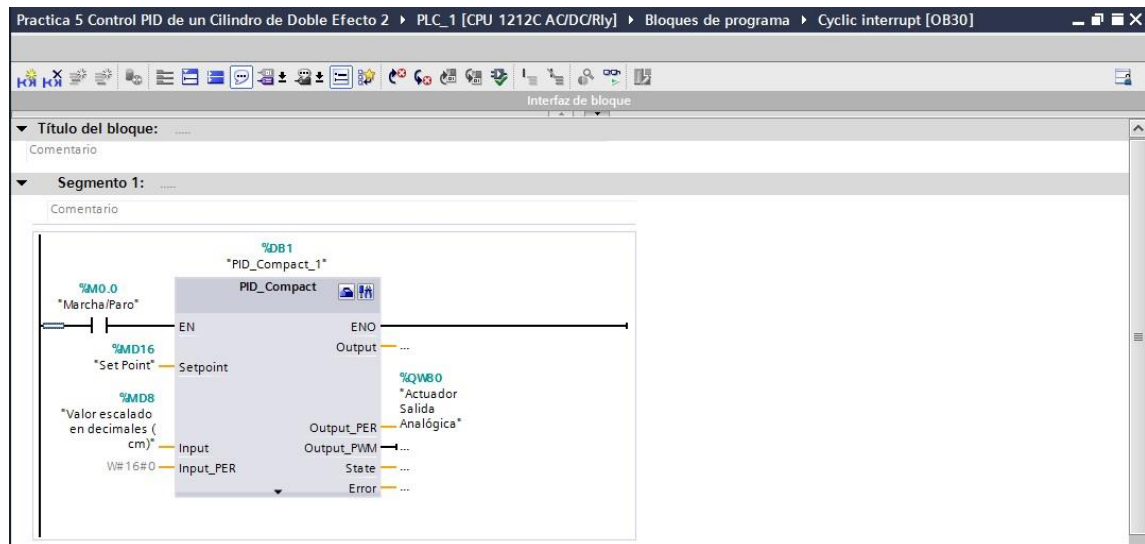 Practica 5 Control PID de un Cilindro de Doble Efecto 2 ▸ PLC_1 [CPU 1212C AC/DC/Rly] ▸ Bloques de programa ▸ Cyclic interrupt [OB30]
Interfaz de bloque
Título del bloque: .....
Comentario
Segmento 1: .....
Comentario
%DB1
"PID_Compact_1"
PID_Compact
%M0.0
"Marcha/Paro"
EN
ENO
%MD16
"Set Point"
Setpoint
Output
...
%MD8
"Valor escalado
en decimales (
cm)"
Input
%QW80
"Actuador
Salida
Analógica"
Output_PER
Output_PWM
...
W#16#0
Input_PER
State
...
Error
...